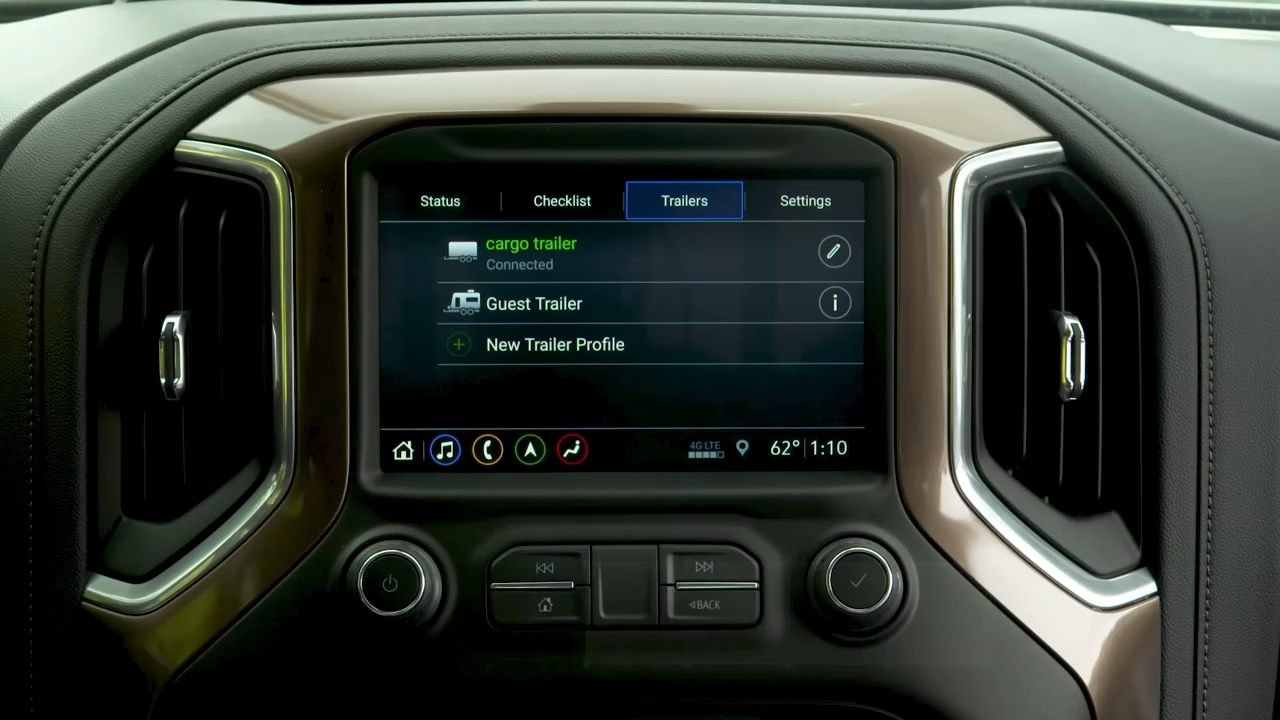 Status Checklist Trailers Settings
cargo trailer
Connected
Guest Trailer
i
New Trailer Profile
4G LTE 62° 1:10
BACK